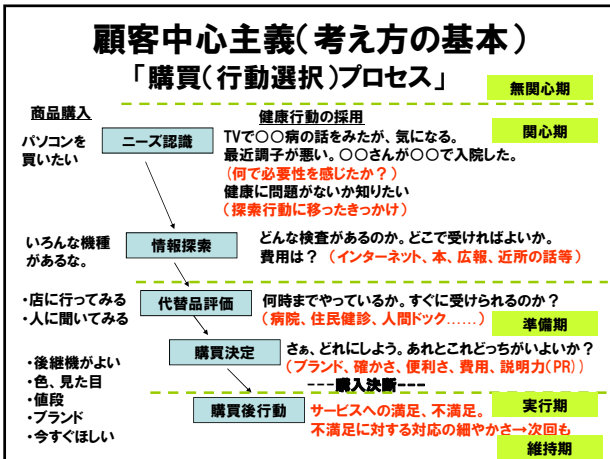 顧客中心主義(考え方の基本)
「購買(行動選択)プロセス」
無関心期
商品購入
健康行動の採用
関心期
パソコンを
買いたい
ニーズ認識
TVで〇〇病の話をみたが、気になる。
最近調子が悪い。〇〇さんが〇〇で入院した。
(何で必要性を感じたか?)
健康に問題がないか知りたい
(探索行動に移ったきっかけ)
いろんな機種
があるな。
情報探索
どんな検査があるのか。どこで受ければよいか。
費用は? (インターネット、本、広報、近所の話等)
・店に行ってみる
・人に聞いてみる
代替品評価
何時までやっているか。すぐに受けられるのか?
(病院、住民健診、人間ドック……)
準備期
購買決定
さぁ、どれにしよう。あれとこれどっちがいよいか?
(ブランド、確かさ、便利さ、費用、説明力(PR))
---購入決断---
・後継機がよい
・色、見た目
・値段
・ブランド
・今すぐほしい
購買後行動
サービスへの満足、不満足。
不満足に対する対応の細やかさ→次回も
実行期
維持期